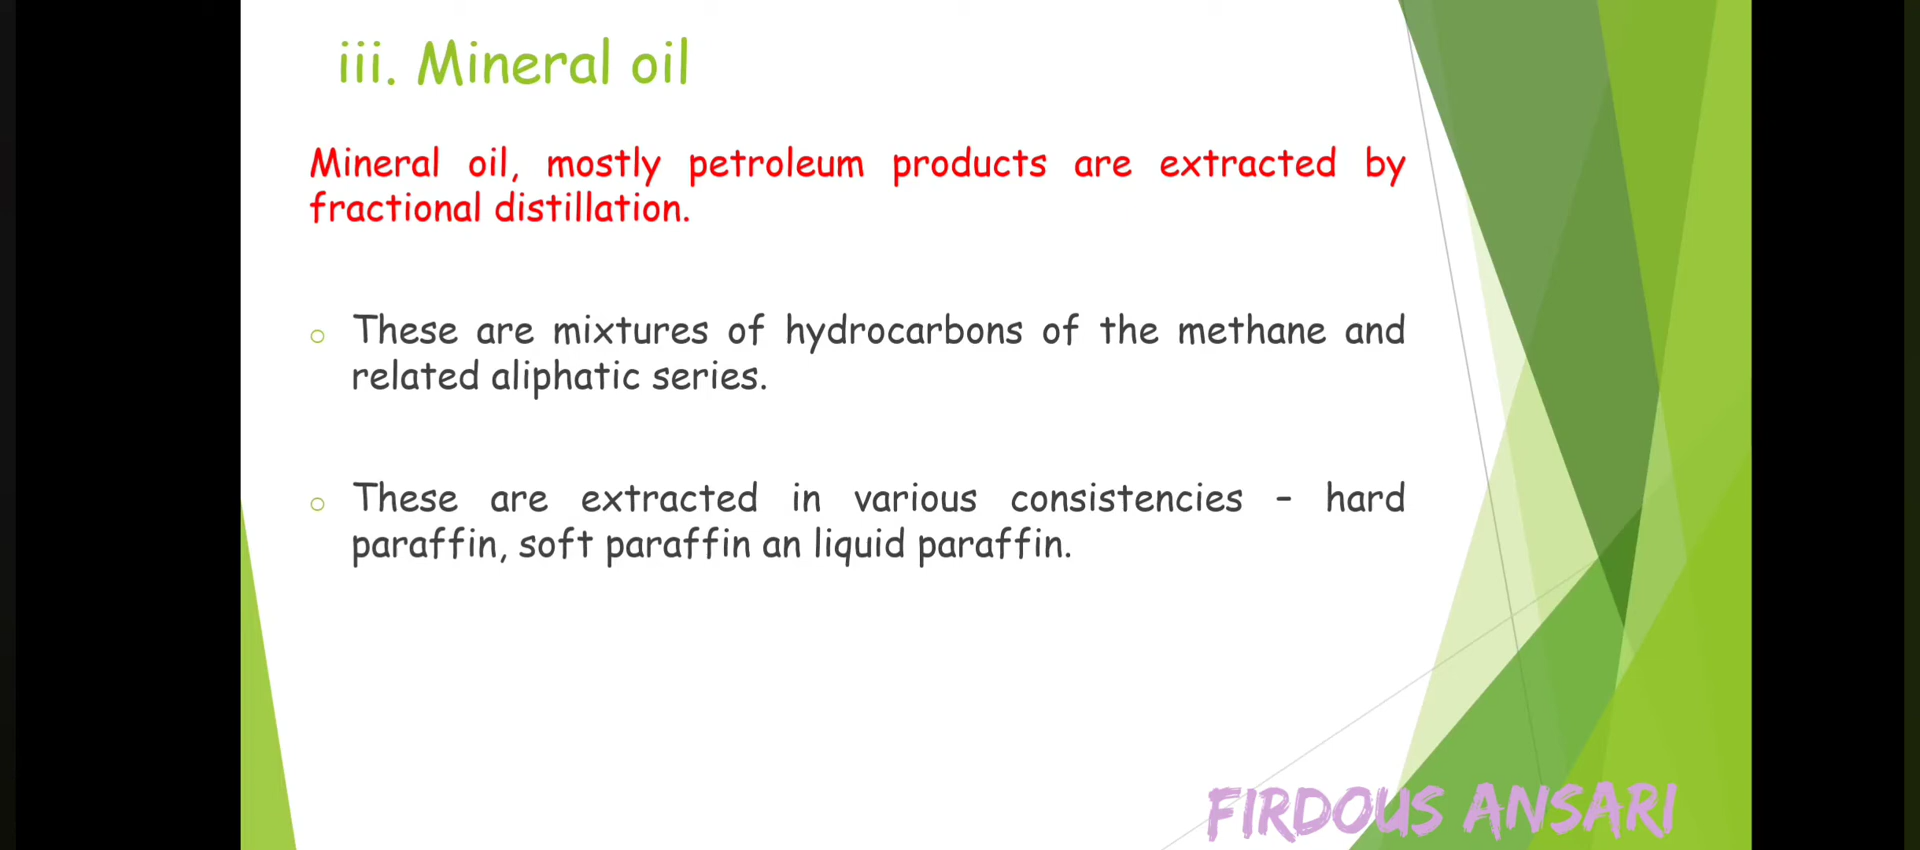 iii. Mineral oil
Mineral oil, mostly petroleum products are extracted by
fractional distillation.
These are mixtures of hydrocarbons of the methane and
related aliphatic series.
These are extracted in various consistencies – hard
paraffin, soft paraffin an liquid paraffin.
FIRDOUS ANSARI